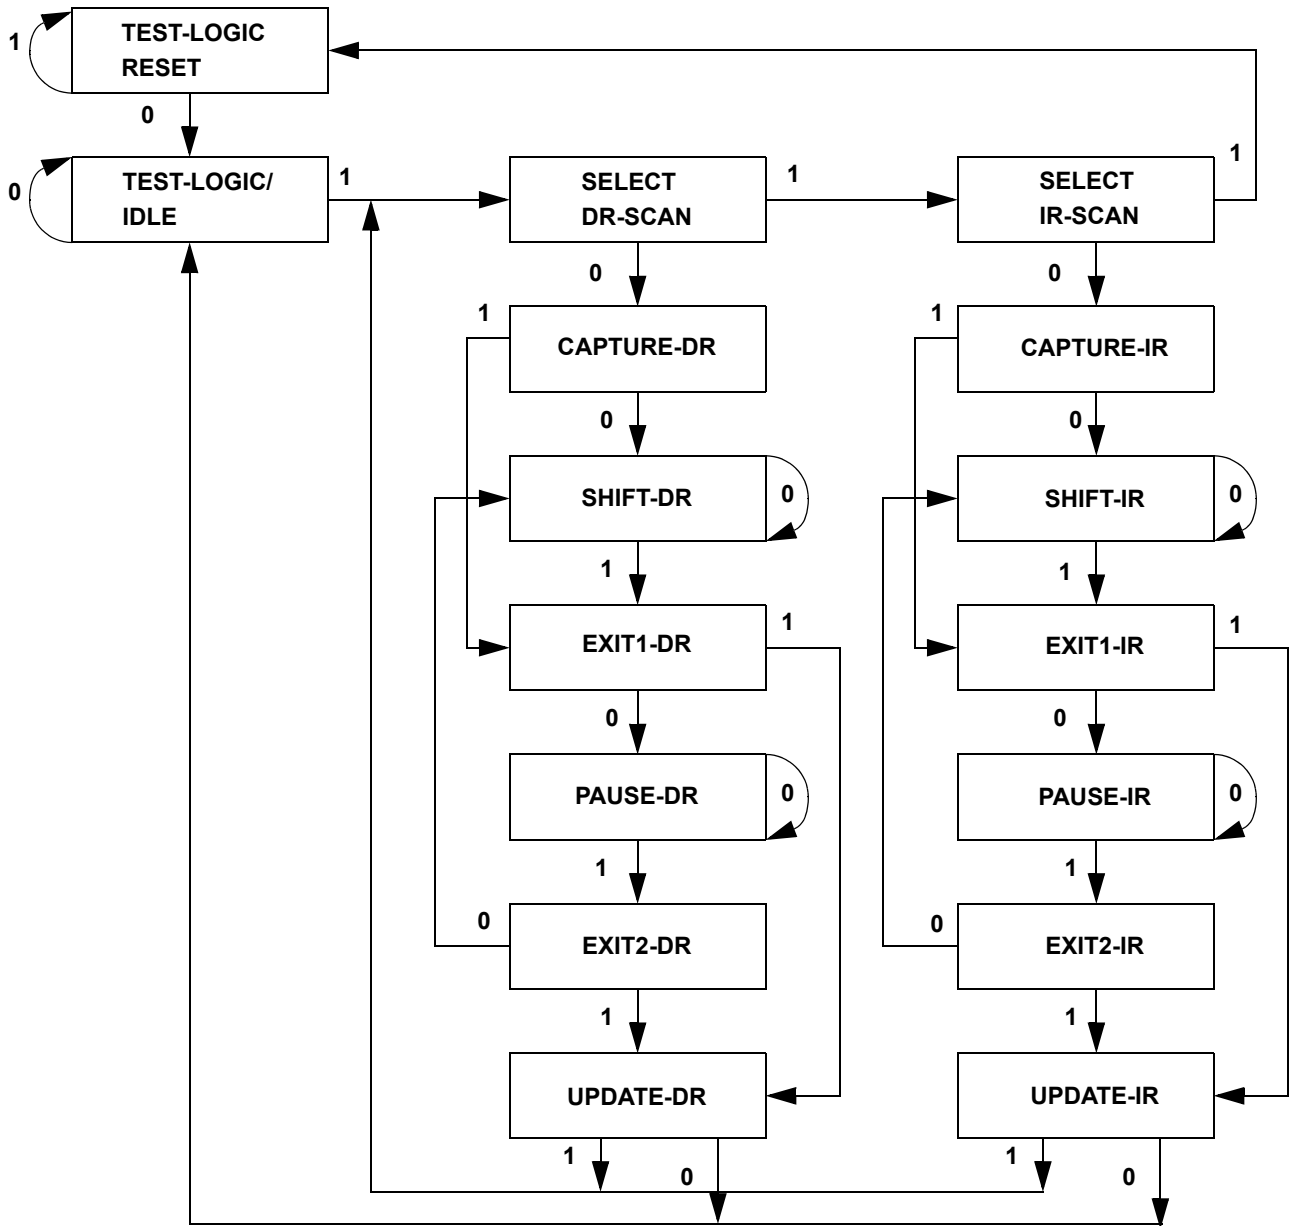 TEST-LOGIC
RESET
1
0
TEST-LOGIC/
IDLE
0
1
SELECT
DR-SCAN
1
SELECT
IR-SCAN
1
0
0
1
CAPTURE-DR
1
CAPTURE-IR
0
0
SHIFT-DR
0
SHIFT-IR
0
1
1
EXIT1-DR
1
EXIT1-IR
1
0
0
PAUSE-DR
0
PAUSE-IR
0
1
1
0
EXIT2-DR
0
EXIT2-IR
1
1
UPDATE-DR
UPDATE-IR
1
0
1
0